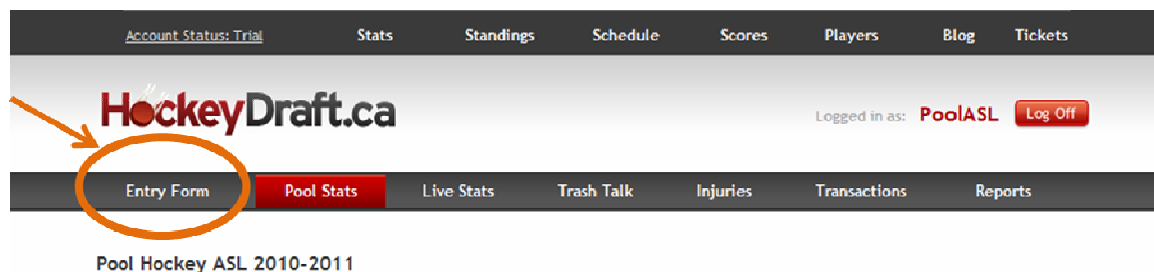 Account Status: Trial Stats Standings Schedule Scores Players Blog Tickets
HockeyDraft.ca
Logged in as: PoolASL Log Off
Entry Form Pool Stats Live Stats Trash Talk Injuries Transactions Reports
Pool Hockey ASL 2010-2011